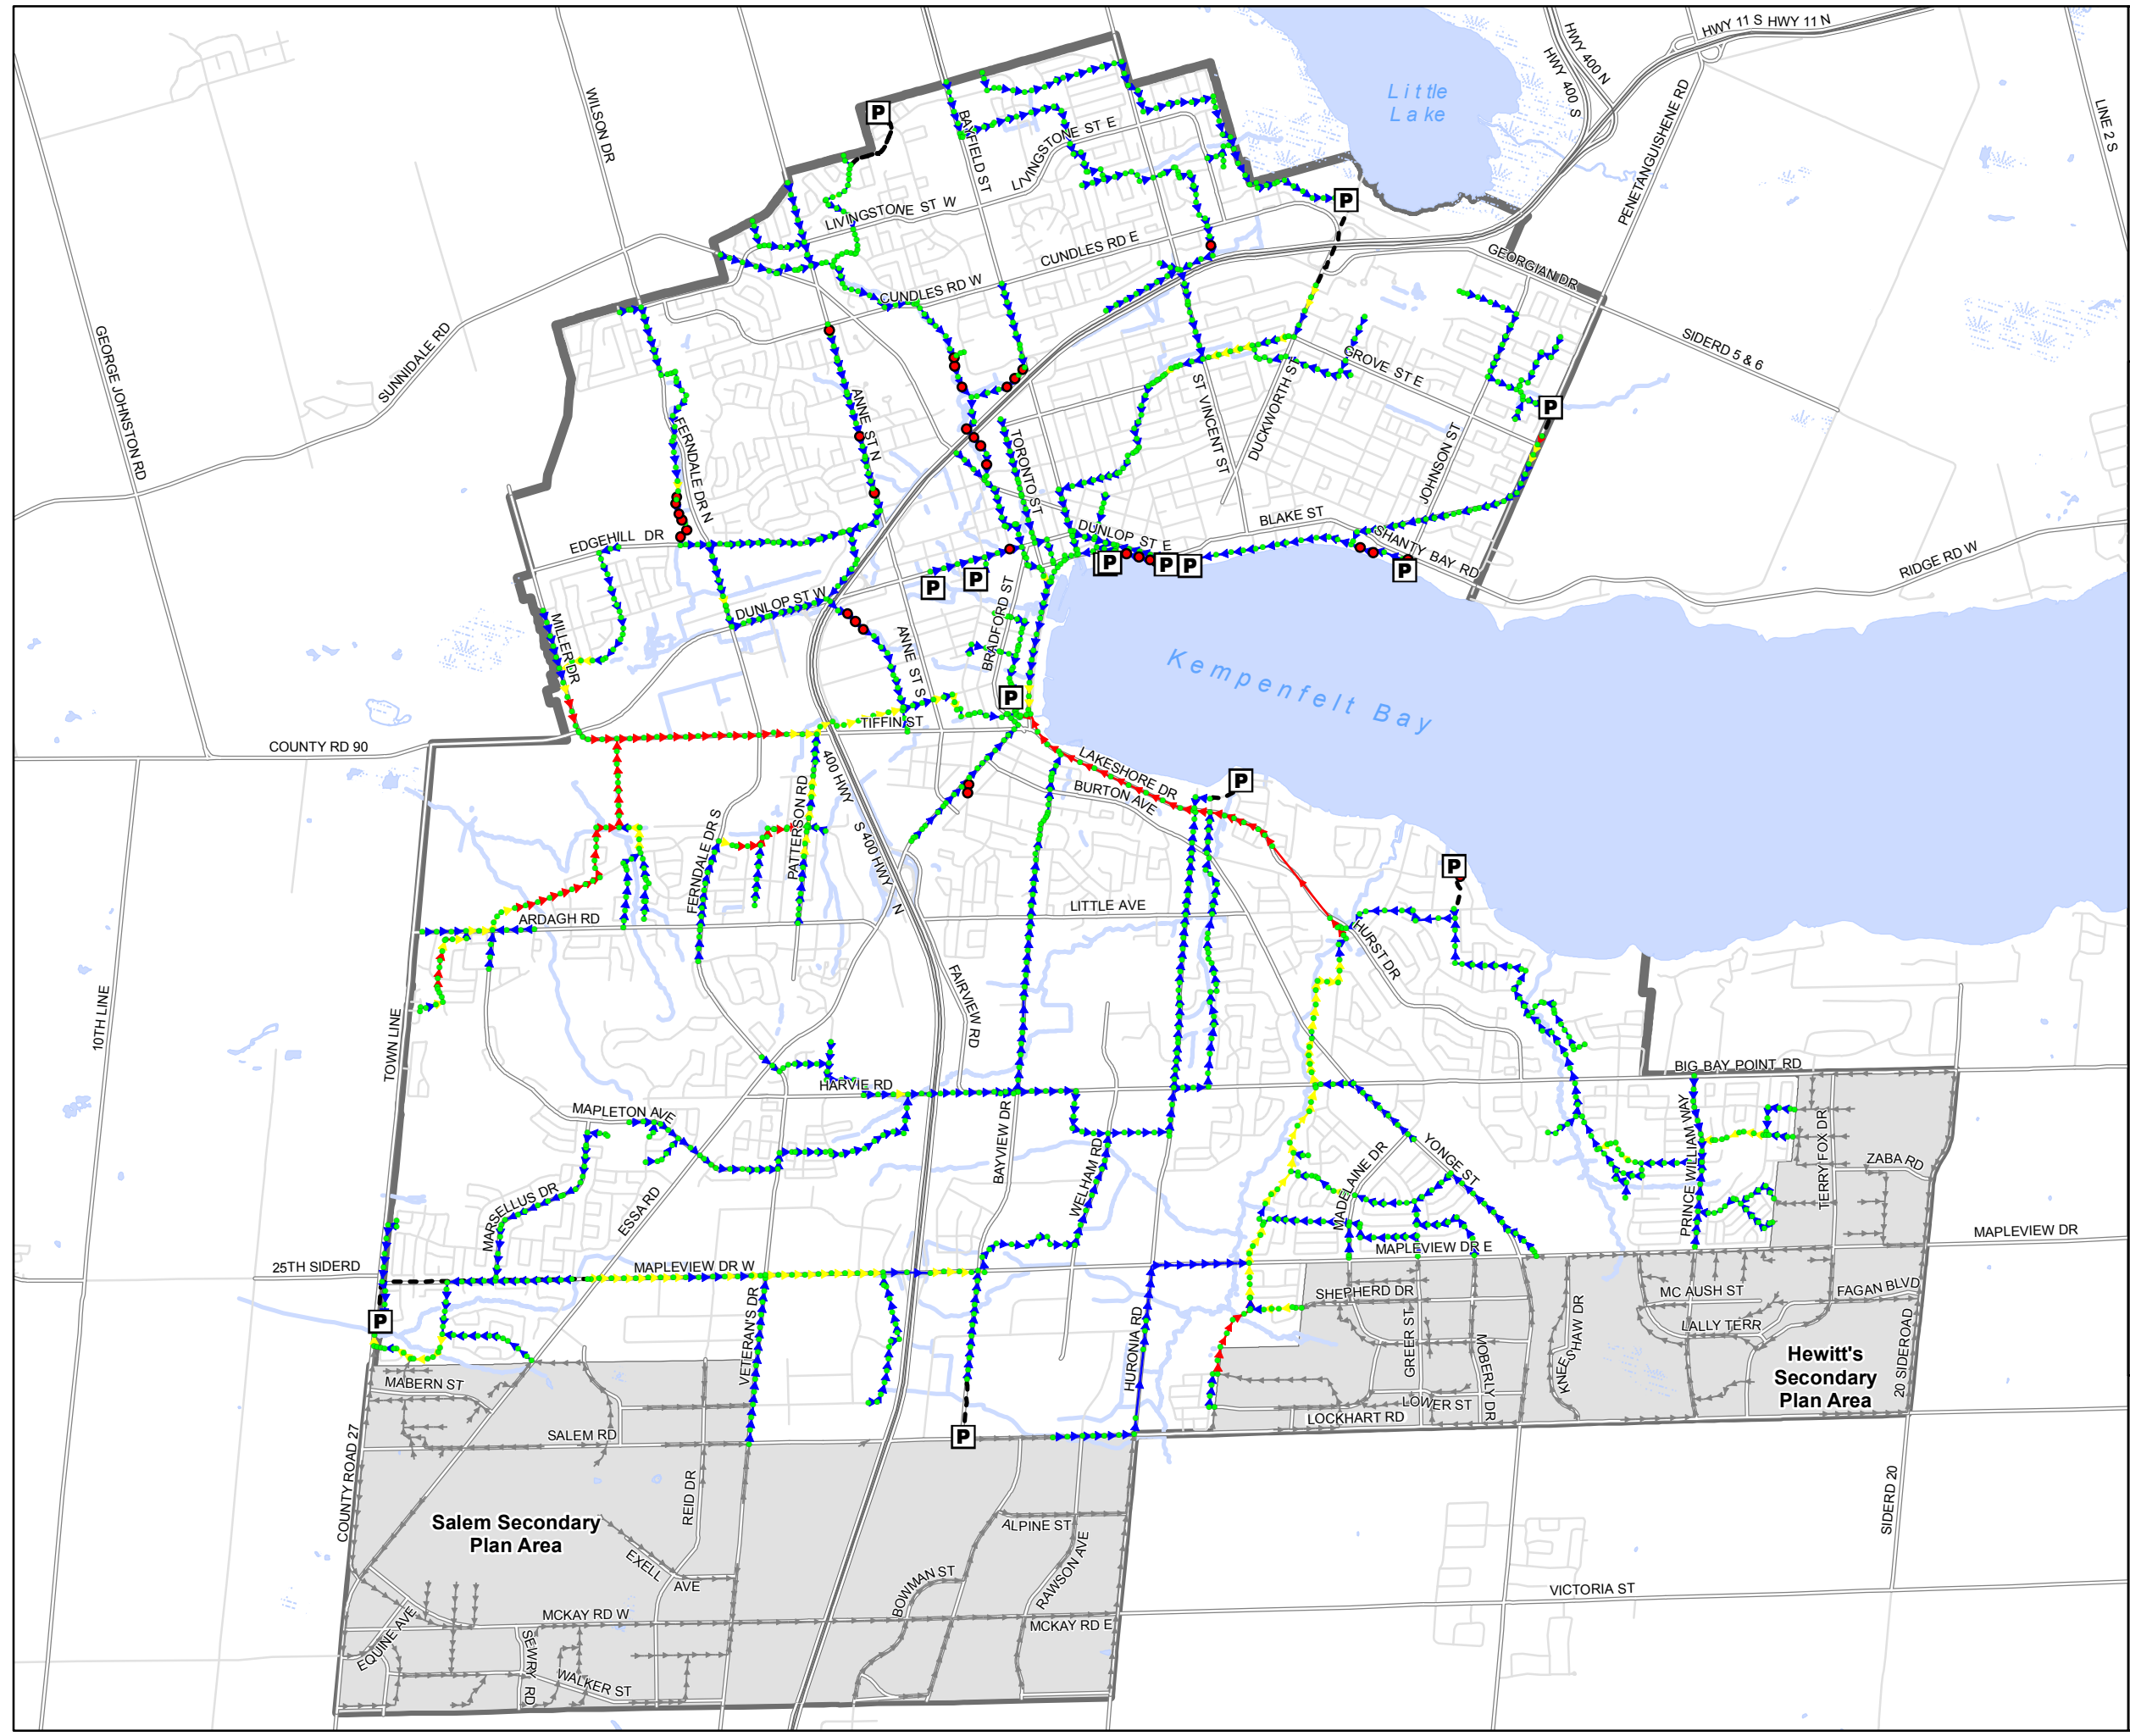 HWY 11 S HWY 11 N
HWY 400 N
HWY 400 S
Little
Lake
WILSON DR
LINE 2 S
PENETANGUISHENE RD
P
BAYFIELD ST
LIVINGSTONE ST E
LIVINGSTONE ST W
P
CUNDLES RD E
GEORGIAN DR
CUNDLES RD W
SUNNIDALE RD
GEORGE JOHNSTON RD
SIDERD 5 & 6
GROVE ST E
ST VINCENT ST
DUCKWORTH ST
ANNE ST N
FERNDALE DR N
TORONTO ST
JOHNSON ST
P
EDGEHILL DR
DUNLOP ST E
BLAKE ST
SHANTY BAY RD
RIDGE RD W
P
P
P
P
P
P
DUNLOP ST W
MILLER DR
ANNE ST S
BRADFORD ST
Kempenfelt Bay
P
TIFFIN ST
COUNTY RD 90
LAKESHORE DR
BURTON AVE
P
400 HWY
S 400 HWY
N
PATTERSON RD
FERNDALE DR S
P
ARDAGH RD
LITTLE AVE
HURST DR
FAIRVIEW RD
10TH LINE
TOWN LINE
HARVIE RD
BIG BAY POINT RD
MAPLETON AVE
BAYVIEW DR
WELHAM RD
YONGE ST
MADELAINE DR
PRINCE WILLIAM WAY
TERRY FOX DR
ZABA RD
MARSELLUS DR
ESSA RD
MAPLEVIEW DR
MAPLEVIEW DR E
25TH SIDERD
MAPLEVIEW DR W
SHEPHERD DR
MC AUSH ST
FAGAN BLVD
LALLY TERR
P
VETERAN'S DR
HURONIA RD
GREER ST
MOBERLY DR
KNEESHAW DR
20 SIDEROAD
Hewitt's
Secondary
Plan Area
MABERN ST
LOWER ST
LOCKHART RD
SALEM RD
P
COUNTY ROAD 27
REID DR
SIDERD 20
Salem Secondary
Plan Area
ALPINE ST
EXELL AVE
BOWMAN ST
RAWSON AVE
VICTORIA ST
MCKAY RD W
MCKAY RD E
EQUINE AVE
SEWRY RD
WALKER ST